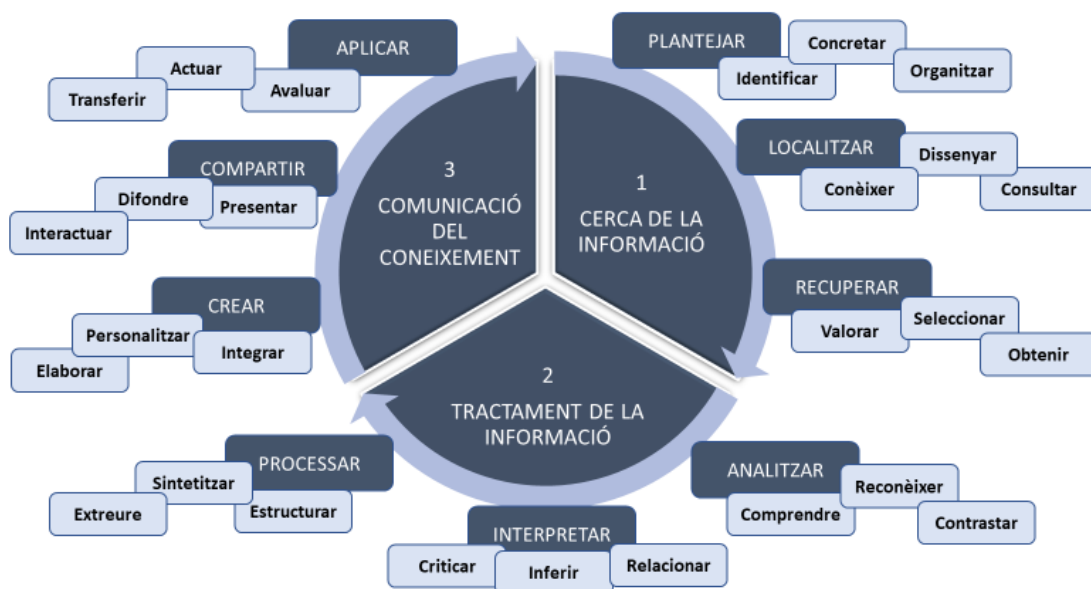 1
CERCA DE LA
INFORMACIÓ
PLANTEJAR
Identificar
Concretar
Organitzar
LOCALITZAR
Conèixer
Dissenyar
Consultar
RECUPERAR
Valorar
Seleccionar
Obtenir
2
TRACTAMENT DE LA
INFORMACIÓ
ANALITZAR
Comprendre
Reconèixer
Contrastar
INTERPRETAR
Criticar
Inferir
Relacionar
PROCESSAR
Estructurar
Sintetitzar
Extreure
3
COMUNICACIÓ
DEL
CONEIXEMENT
CREAR
Integrar
Personalitzar
Elaborar
COMPARTIR
Presentar
Difondre
Interactuar
APLICAR
Avaluar
Actuar
Transferir